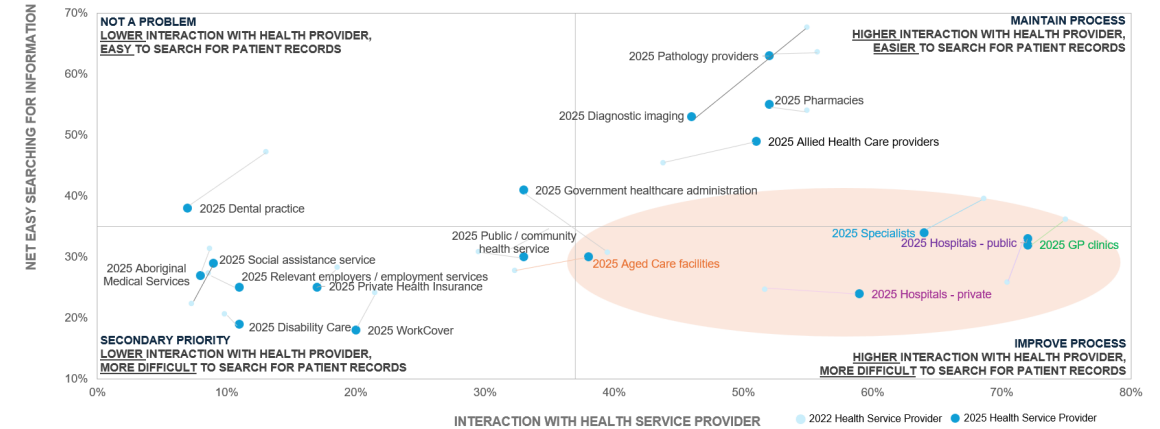 NET EASY SEARCHING FOR INFORMATION
70%
60%
50%
40%
30%
20%
10%
NOT A PROBLEM
LOWER INTERACTION WITH HEALTH PROVIDER,
EASY TO SEARCH FOR PATIENT RECORDS
MAINTAIN PROCESS
HIGHER INTERACTION WITH HEALTH PROVIDER,
EASIER TO SEARCH FOR PATIENT RECORDS
2025 Pathology providers
2025 Pharmacies
2025 Diagnostic imaging
2025 Allied Health Care providers
2025 Government healthcare administration
2025 Dental practice
2025 Public / community
health service
2025 Specialists
2025 Hospitals - public
2025 GP clinics
2025 Social assistance service
2025 Aged Care facilities
2025 Aboriginal
Medical Services
2025 Relevant employers / employment services
2025 Private Health Insurance
2025 Hospitals - private
2025 Disability Care
2025 WorkCover
SECONDARY PRIORITY
LOWER INTERACTION WITH HEALTH PROVIDER,
MORE DIFFICULT TO SEARCH FOR PATIENT RECORDS
IMPROVE PROCESS
HIGHER INTERACTION WITH HEALTH PROVIDER,
MORE DIFFICULT TO SEARCH FOR PATIENT RECORDS
0%
10%
20%
30%
40%
50%
60%
70%
80%
INTERACTION WITH HEALTH SERVICE PROVIDER
2022 Health Service Provider
2025 Health Service Provider